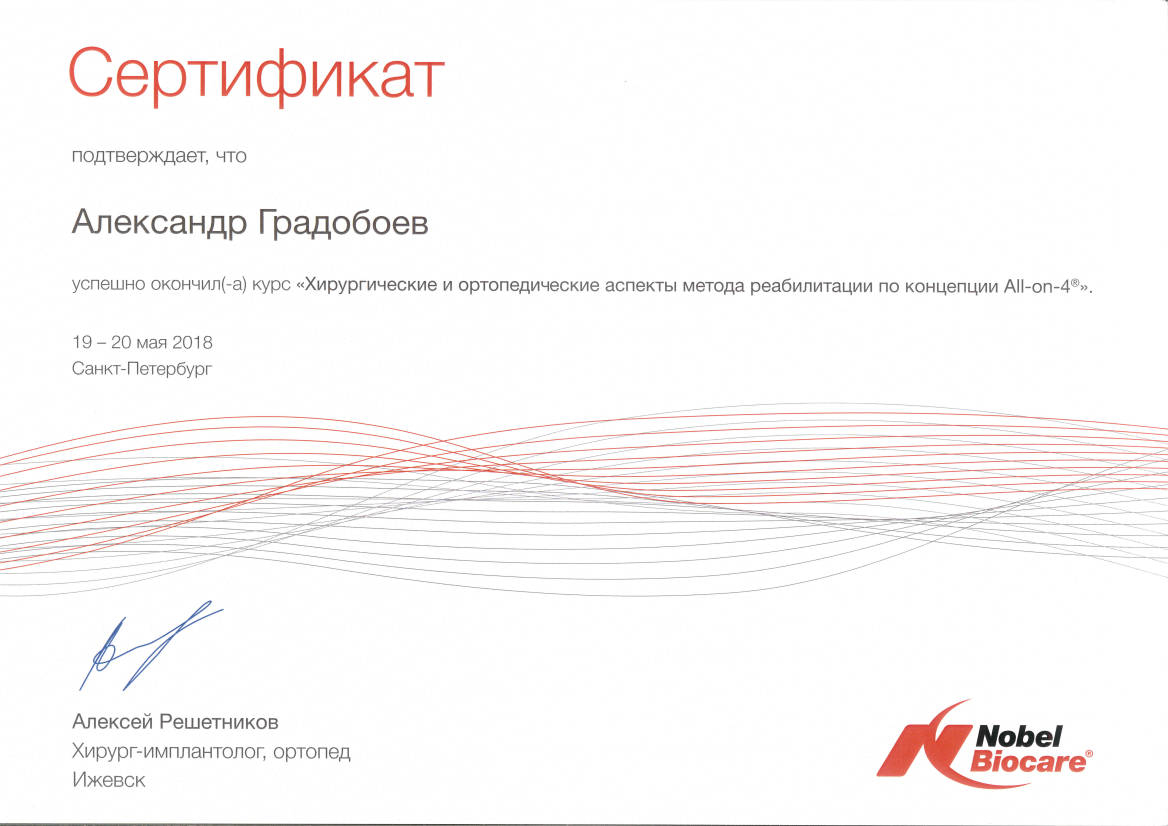 Сертификат
подтверждает, что
Александр Градобоев
успешно окончил(-а) курс «Хирургические и ортопедические аспекты метода реабилитации по концепции All-on-4®».
19 – 20 мая 2018
Санкт-Петербург
Алексей Решетников
Хирург-имплантолог, ортопед
Ижевск
Nobel
Biocare®